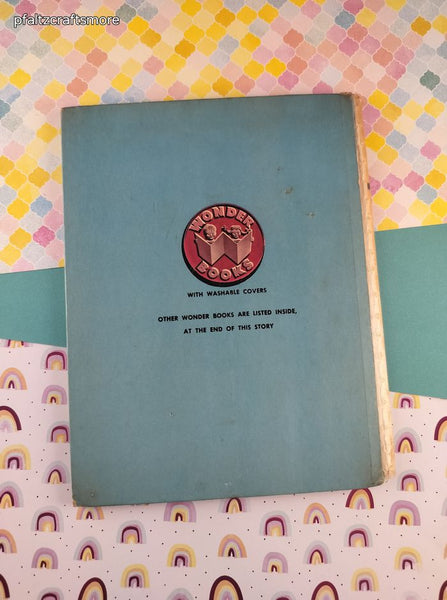 pfaltzcraftsmore
WONDER
W
BOOKS
WITH WASHABLE COVERS
OTHER WONDER BOOKS ARE LISTED INSIDE,
AT THE END OF THIS STORY